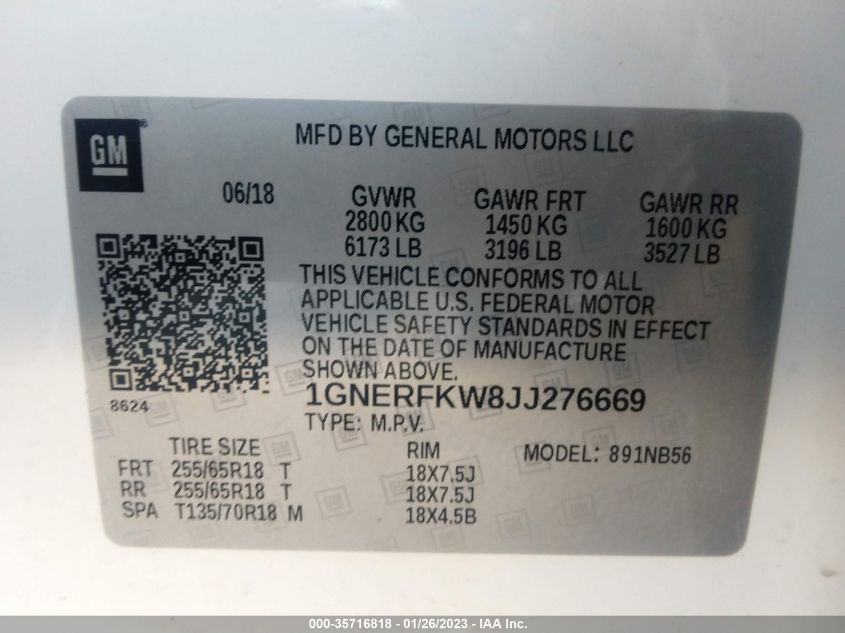 GM
MFD BY GENERAL MOTORS LLC
06/18 GVWR GAWR FRT GAWR RR
2800 KG 1450 KG 1600 KG
6173 LB 3196 LB 3527 LB
THIS VEHICLE CONFORMS TO ALL
APPLICABLE U.S. FEDERAL MOTOR
VEHICLE SAFETY STANDARDS IN EFFECT
ON THE DATE OF MANUFACTURE
SHOWN ABOVE.
8624
1GNERFKW8JJ276669
TYPE: M.P.V.
TIRE SIZE RIM MODEL: 891NB56
FRT 255/65R18 T 18X7.5J
RR 255/65R18 T 18X7.5J
SPA T135/70R18 M 18X4.5B
000-35716818 - 01/26/2023 - IAA Inc.